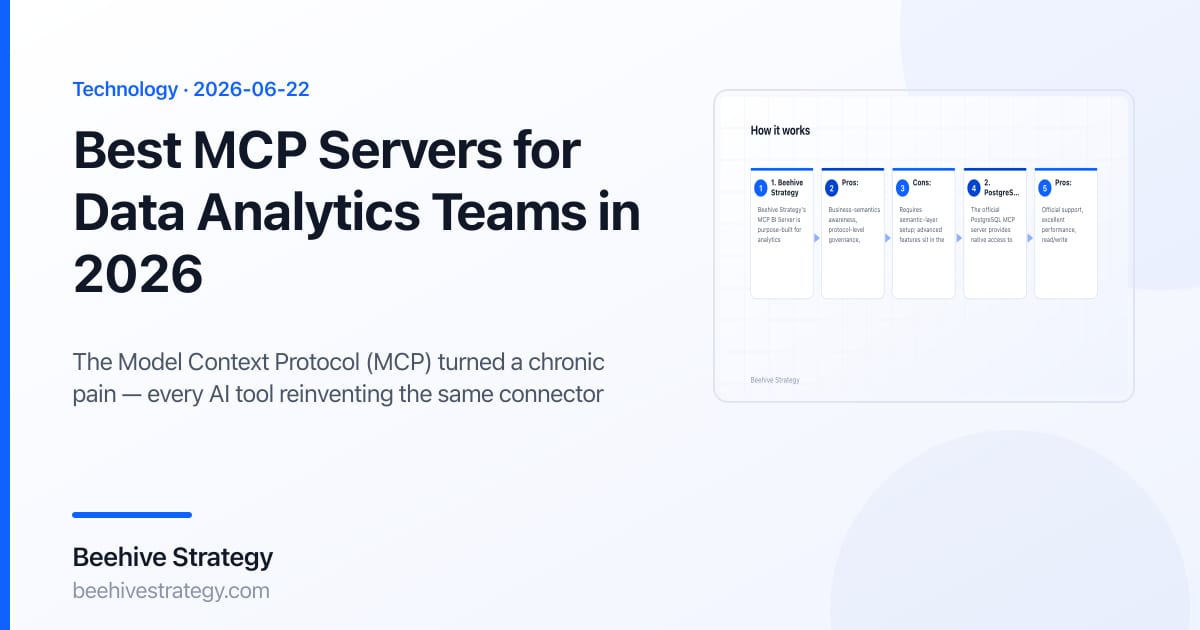 Technology · 2026-06-22
Best MCP Servers for
Data Analytics Teams in
2026
The Model Context Protocol (MCP) turned a chronic
pain — every AI tool reinventing the same connector
Beehive Strategy
beehivestrategy.com
How it works
1
1. Beehive
Strategy
Beehive Strategy's
MCP BI Server is
purpose-built for
analytics
2
Pros:
Business-semantics
awareness,
protocol-level
governance,
3
Cons:
Requires
semantic-layer
setup; advanced
features sit in the
4
2.
PostgreS...
The official
PostgreSQL MCP
server provides
native access to
5
Pros:
Official support,
excellent
performance,
read/write
Beehive Strategy